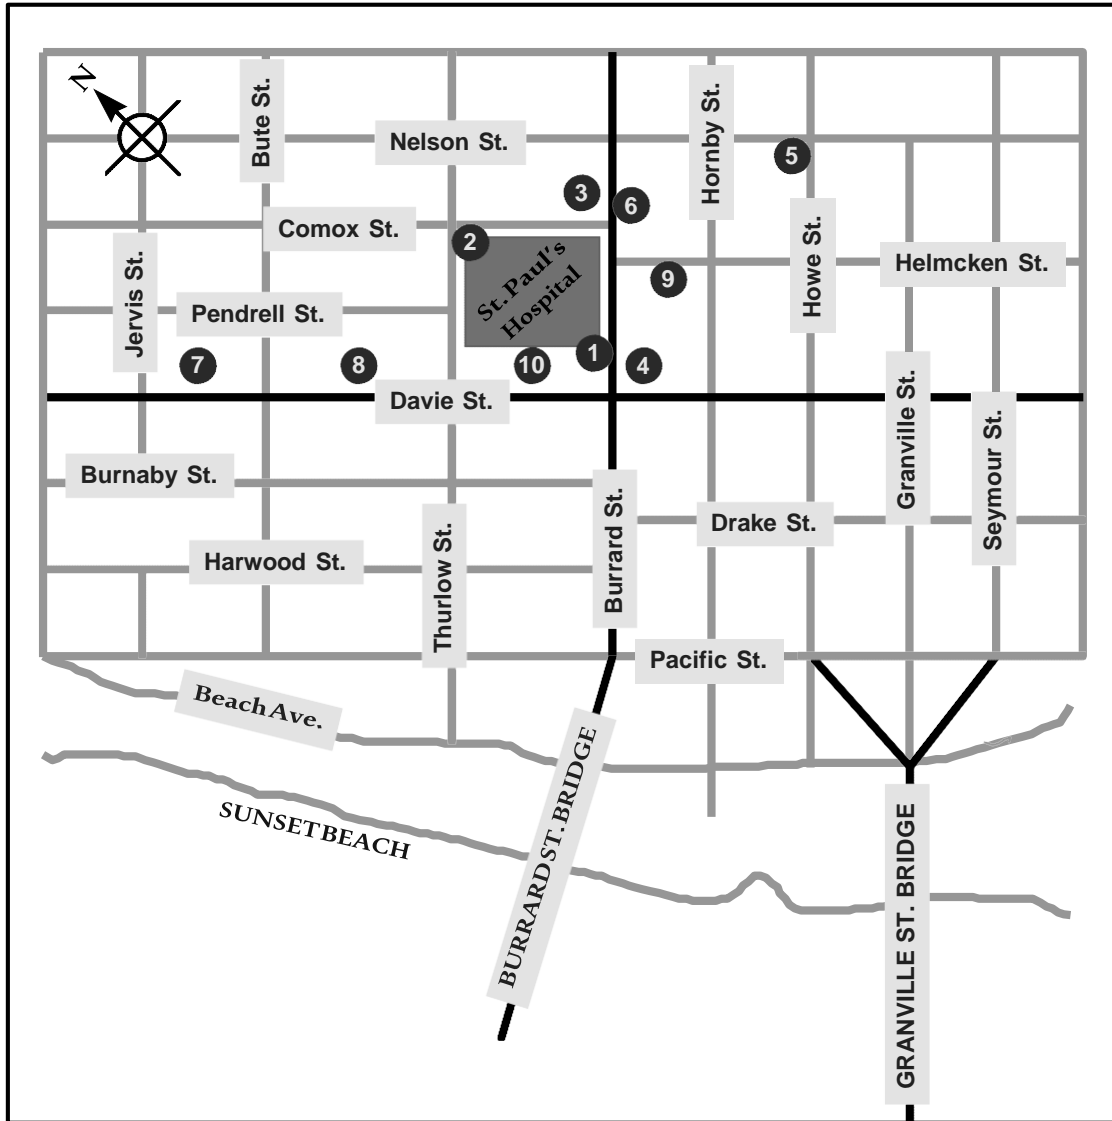 N
Bute St.
Nelson St.
Hornby St.
5
3
6
Comox St.
2
St. Paul's
Hospital
Jervis St.
Howe St.
Helmcken St.
9
Pendrell St.
7
8
10
1
4
Davie St.
Granville St.
Seymour St.
Burnaby St.
Burrard St.
Drake St.
Harwood St.
Thurlow St.
Pacific St.
Beach Ave.
SUNSET BEACH
BURRARD ST. BRIDGE
GRANVILLE ST. BRIDGE